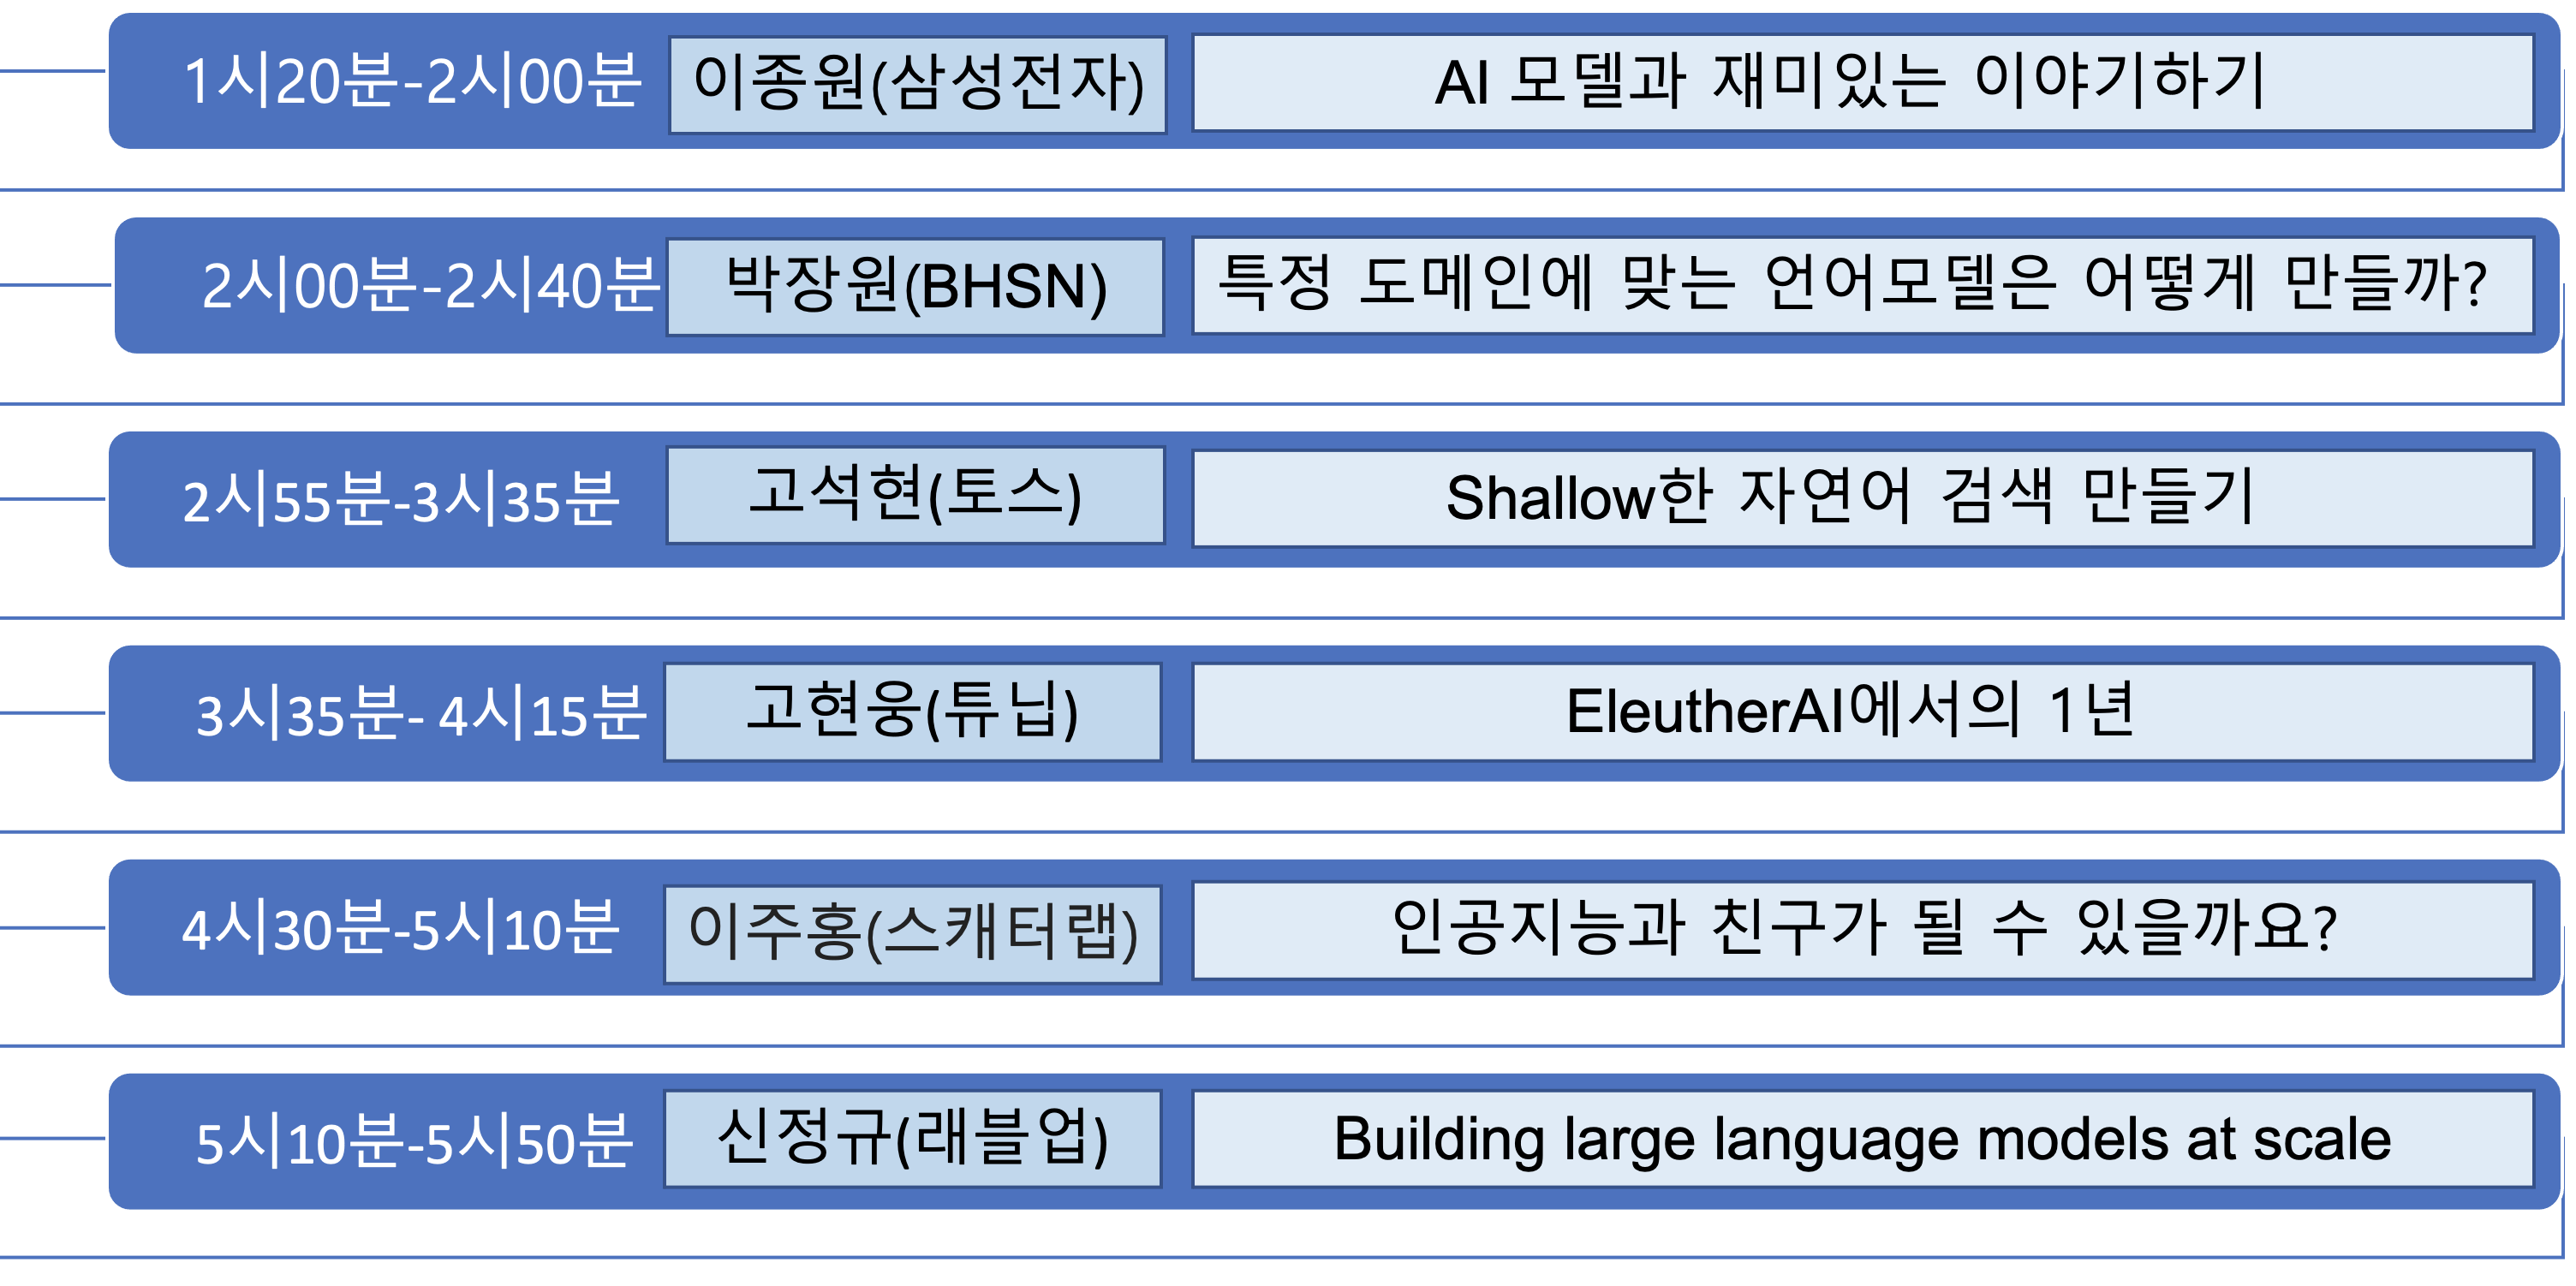 1시20분-2시00분 이종원(삼성전자) AI 모델과 재미있는 이야기하기
2시00분-2시40분 박장원(BHSN) 특정 도메인에 맞는 언어모델은 어떻게 만들까?
2시55분-3시35분 고석현(토스) Shallow한 자연어 검색 만들기
3시35분- 4시15분 고현웅(튜닙) EleutherAI에서의 1년
4시30분-5시10분 이주홍(스캐터랩) 인공지능과 친구가 될 수 있을까요?
5시10분-5시50분 신정규(래블업) Building large language models at scale